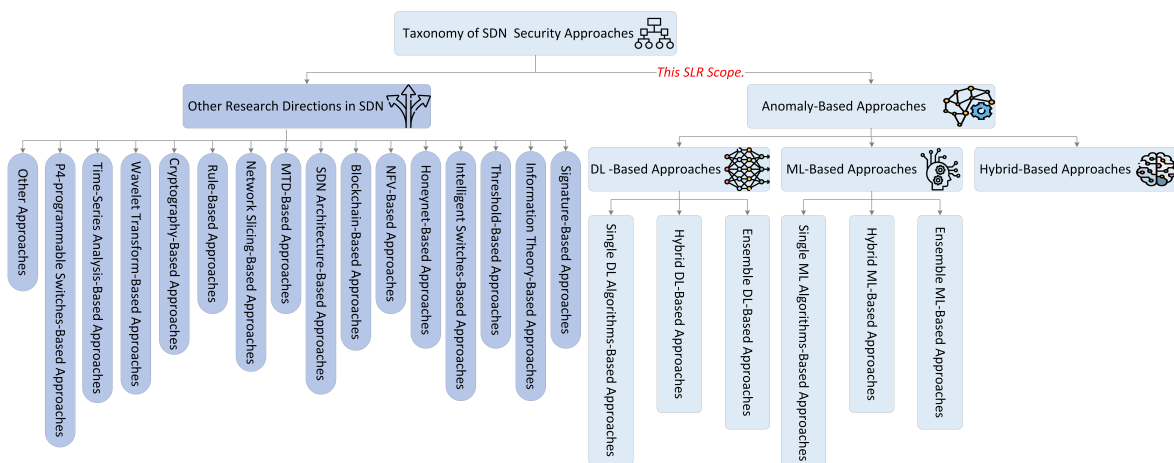 Taxonomy of SDN Security Approaches
This SLR Scope.
Other Research Directions in SDN
Anomaly-Based Approaches
DL -Based Approaches
ML-Based Approaches
Hybrid-Based Approaches
Other Approaches
P4-programmable Switches-Based Approaches
Time-Series Analysis-Based Approaches
Wavelet Transform-Based Approaches
Cryptography-Based Approaches
Rule-Based Approaches
Network Slicing-Based Approaches
MTD-Based Approaches
SDN Architecture-Based Approaches
Blockchain-Based Approaches
NFV-Based Approaches
Honeynet-Based Approaches
Intelligent Switches-Based Approaches
Threshold-Based Approaches
Information Theory-Based Approaches
Signature-Based Approaches
Single DL Algorithms-Based Approaches
Hybrid DL-Based Approaches
Ensemble DL-Based Approaches
Single ML Algorithms-Based Approaches
Hybrid ML-Based Approaches
Ensemble ML-Based Approaches